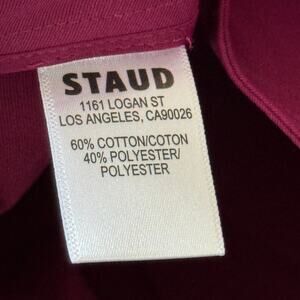 STAUD
1161 LOGAN ST
LOS ANGELES, CA90026
60% COTTON/COTON
40% POLYESTER/
POLYESTER